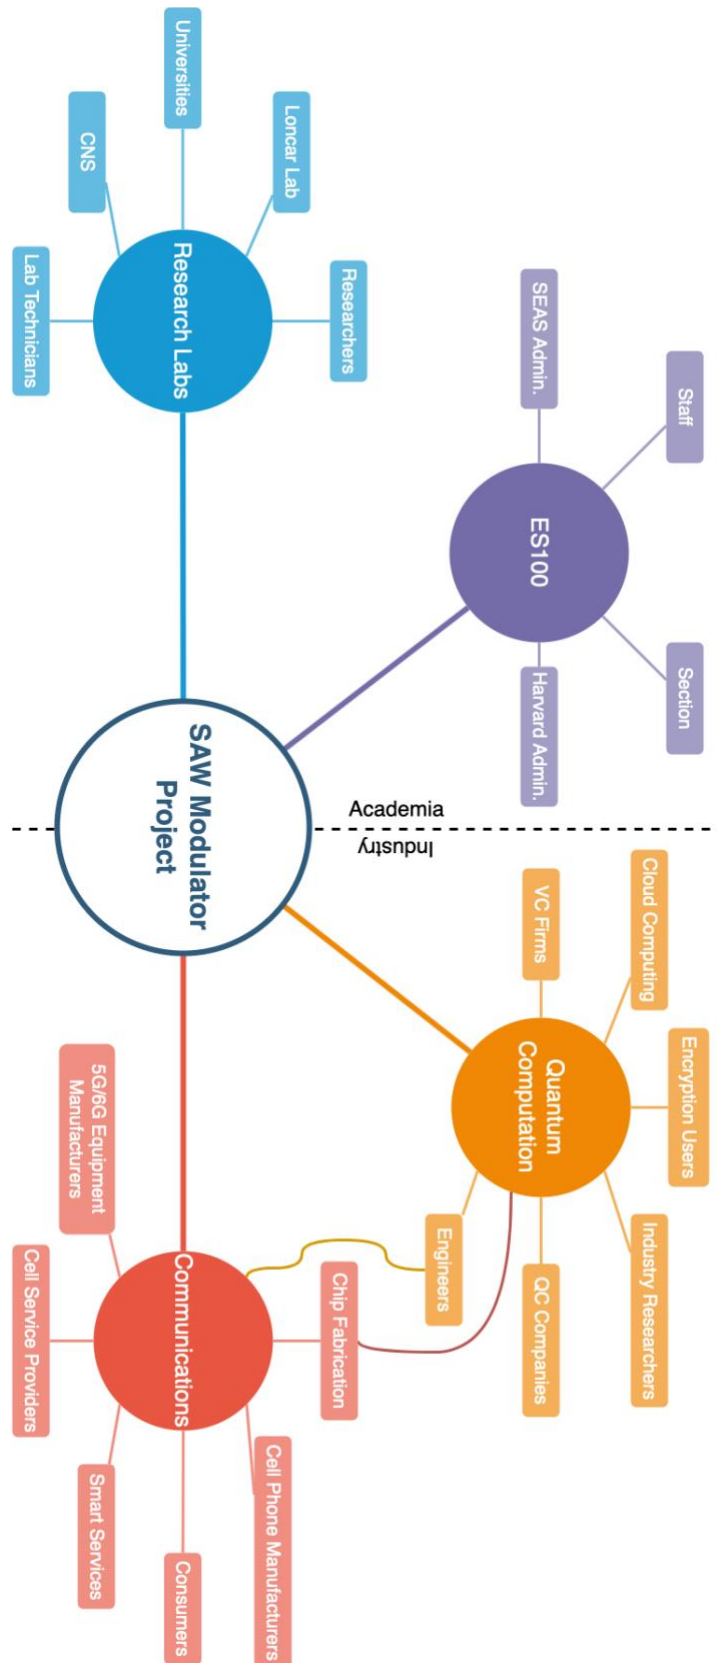 Universities
Loncar Lab
CNS
Researchers
Lab Technicians
Research Labs
SEAS Admin.
Staff
ES100
Section
Harvard Admin.
SAW Modulator
Project
Academia
Industry
VC Firms
Cloud Computing
Encryption Users
Quantum
Computation
Industry Researchers
Engineers
QC Companies
5G/6G Equipment
Manufacturers
Communications
Chip Fabrication
Cell Service Providers
Cell Phone Manufacturers
Smart Services
Consumers